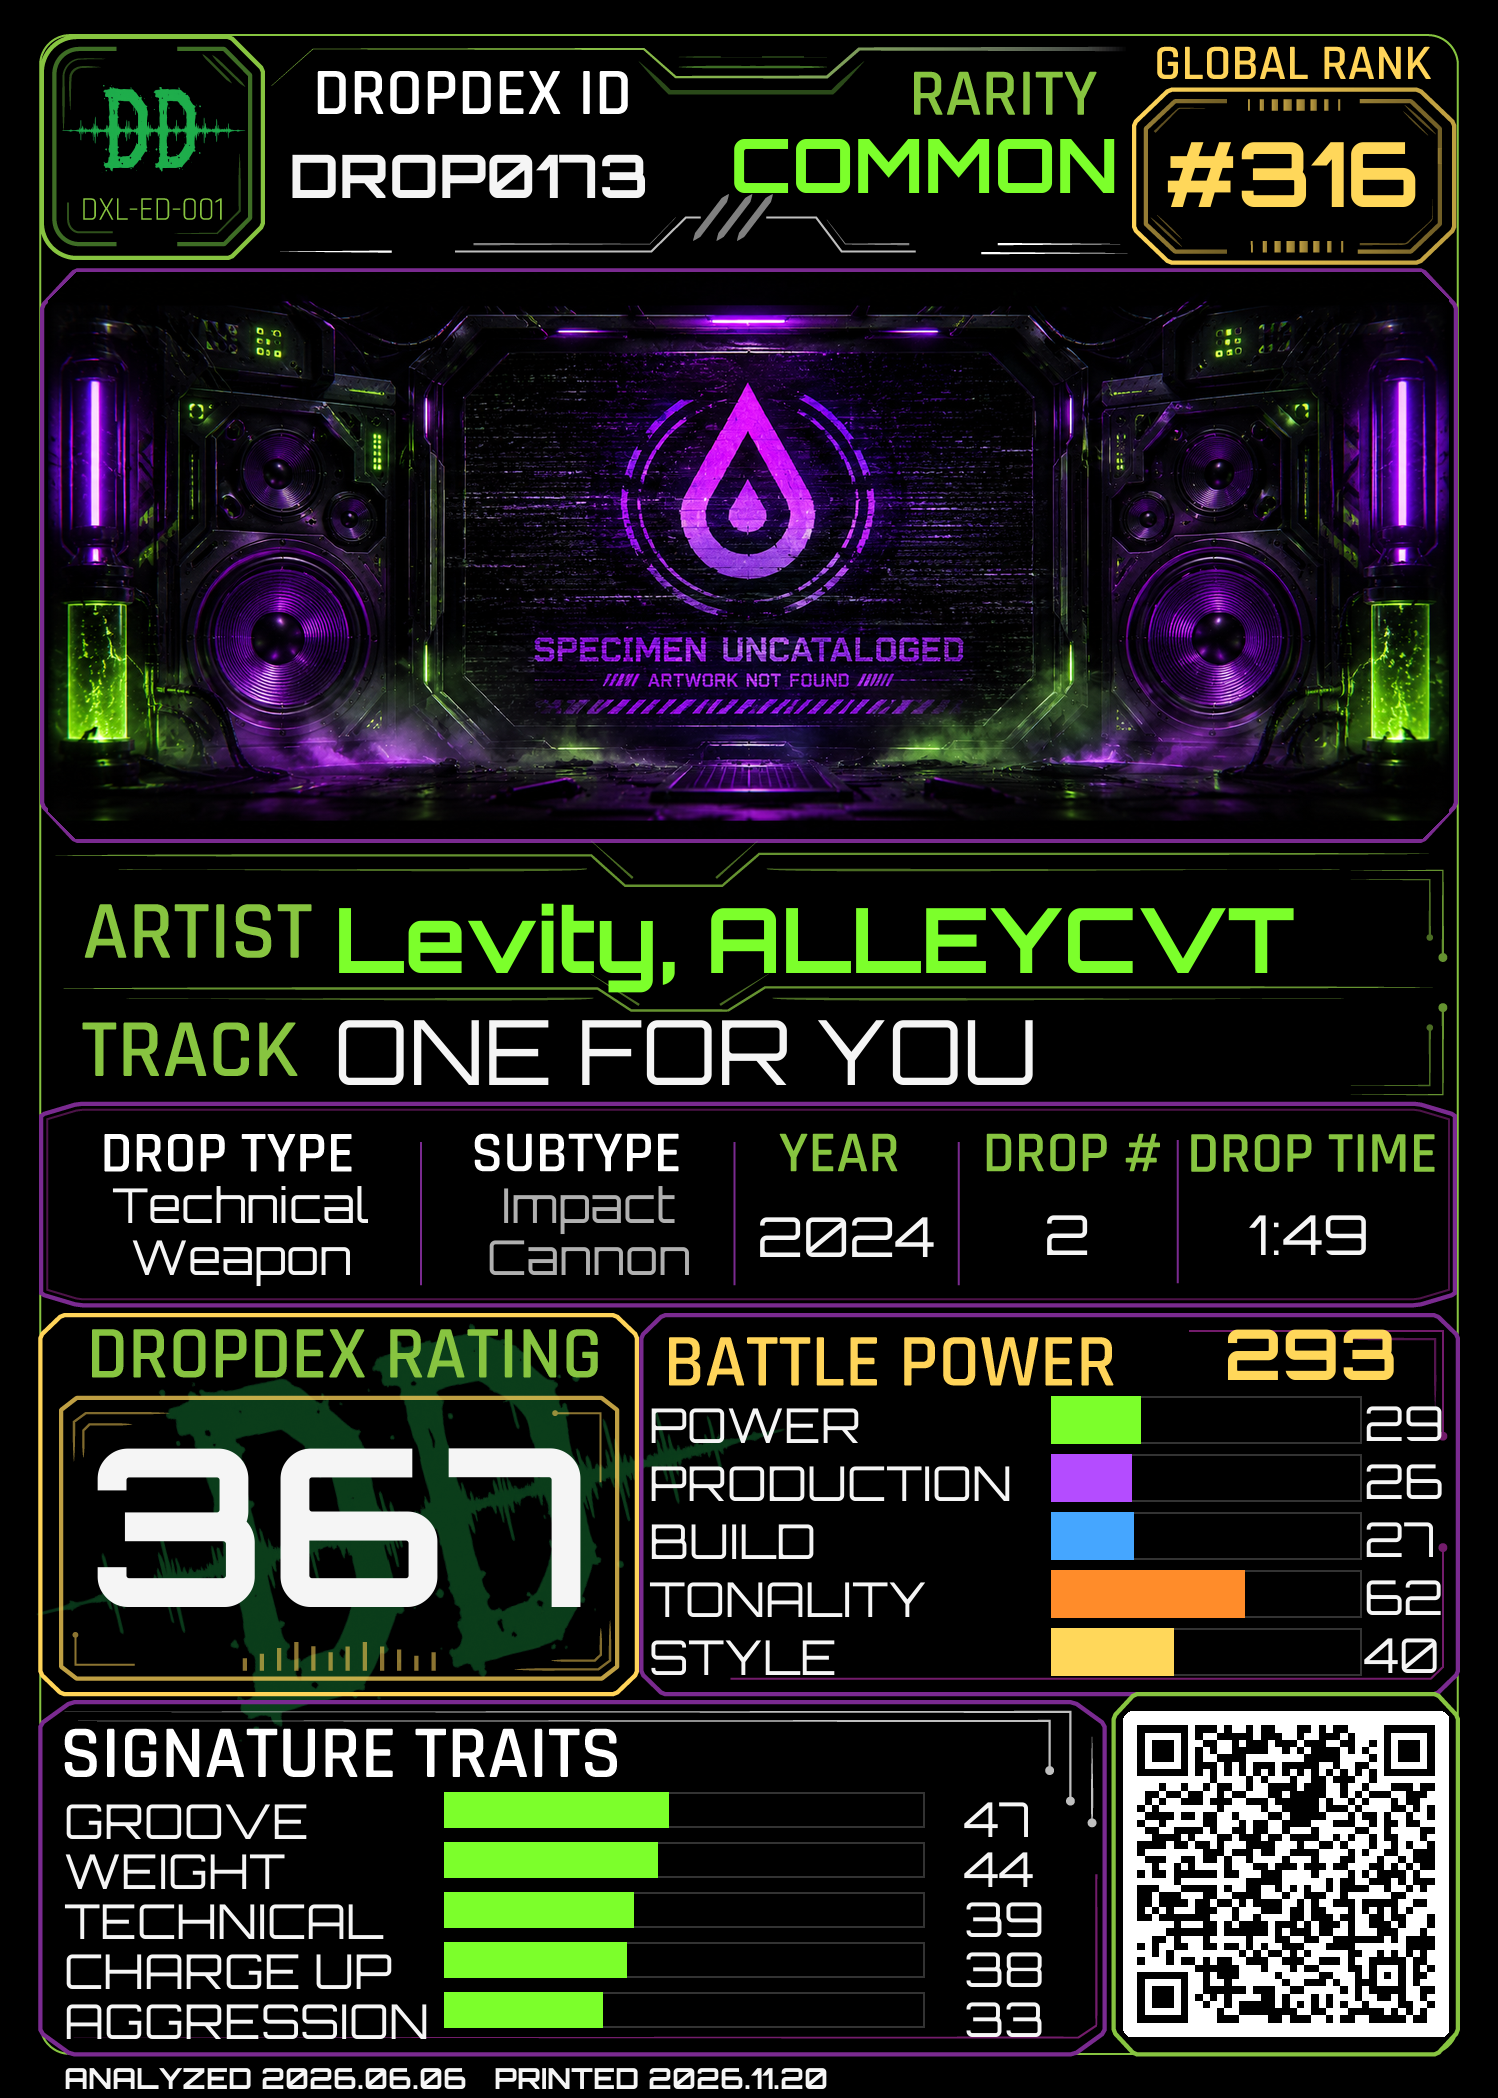 DD
DXL-ED-001
DROPDEX ID
DROP0173
RARITY
COMMON
GLOBAL RANK
#316
SPECIMEN UNCATALOGED
///// ARTWORK NOT FOUND /////
ARTIST Levity, ALLEYCVT
TRACK ONE FOR YOU
DROP TYPE
Technical
Weapon
SUBTYPE
Impact
Cannon
YEAR
2024
DROP #
2
DROP TIME
1:49
DROPDEX RATING
367
BATTLE POWER 293
POWER 29
PRODUCTION 26
BUILD 27
TONALITY 62
STYLE 40
SIGNATURE TRAITS
GROOVE 47
WEIGHT 44
TECHNICAL 39
CHARGE UP 38
AGGRESSION 33
ANALYZED 2026.06.06 PRINTED 2026.11.20